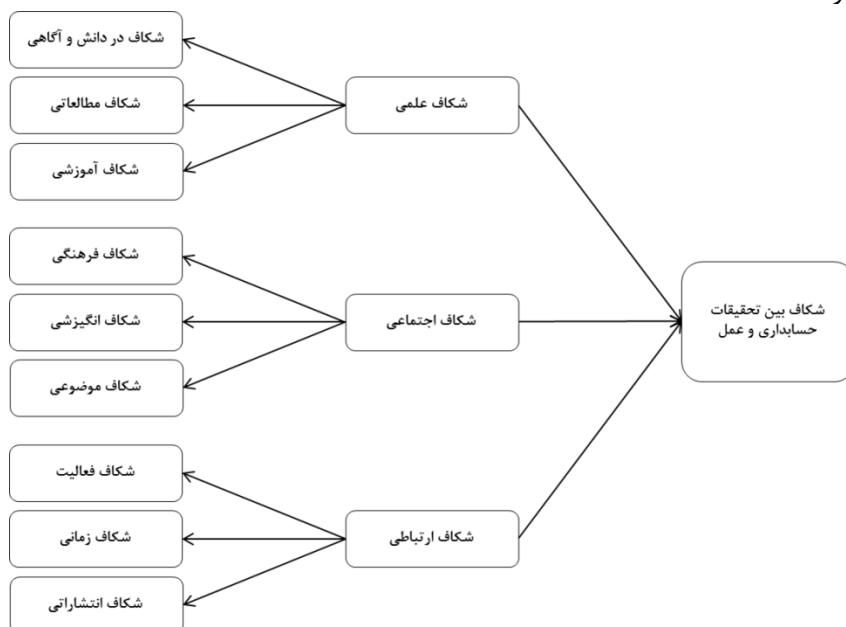 شکاف بین تحقیقات
حسابداری و عمل
شکاف علمی
شکاف در دانش و آگاهی
شکاف مطالعاتی
شکاف آموزشی
شکاف اجتماعی
شکاف فرهنگی
شکاف انگیزشی
شکاف موضوعی
شکاف ارتباطی
شکاف فعالیت
شکاف زمانی
شکاف انتشاراتی